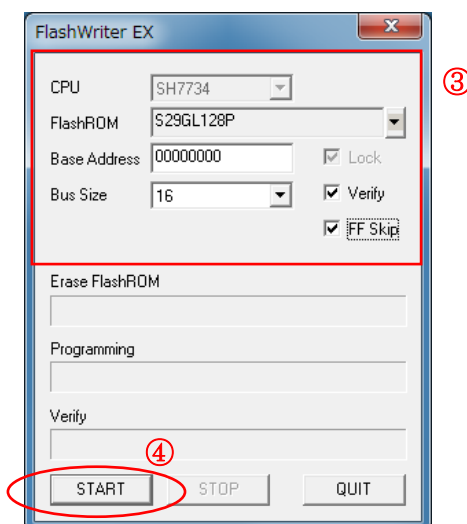 FlashWriter EX
③
CPU SH7734
FlashROM S29GL128P
Base Address 00000000 Lock
Bus Size 16 Verify
FF Skip
Erase FlashROM
Programming
Verify
④
START STOP QUIT